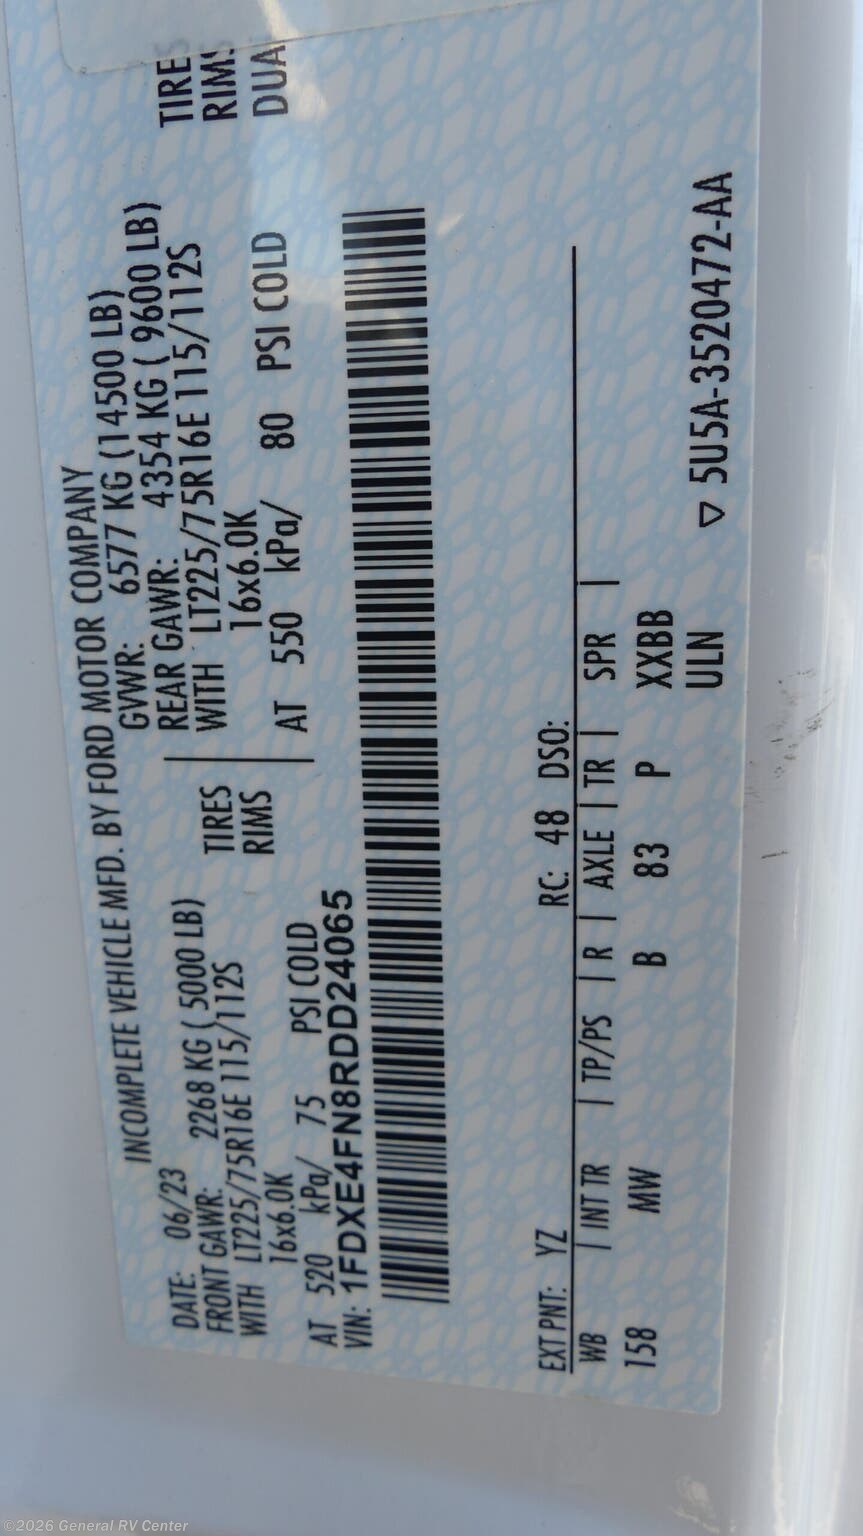 INCOMPLETE VEHICLE MFD. BY FORD MOTOR COMPANY
DATE: 06/23 GVWR: 6577 KG (14500 LB)
FRONT GAWR: 2268 KG ( 5000 LB) REAR GAWR: 4354 KG ( 9600 LB)
WITH LT225/75R16E 115/112S TIRES WITH LT225/75R16E 115/112S TIRES
16x6.0K RIMS 16x6.0K RIMS
AT 520 kPa/ 75 PSI COLD AT 550 kPa/ 80 PSI COLD DUA
VIN: 1FDXE4FN8RDD24065
EXT PNT: YZ RC: 48 DSO:
WB | INT TR | TP/PS | R | AXLE | TR | SPR |
158 MW B 83 P XXBB
ULN ▽ 5U5A-3520472-AA
©2026 General RV Center